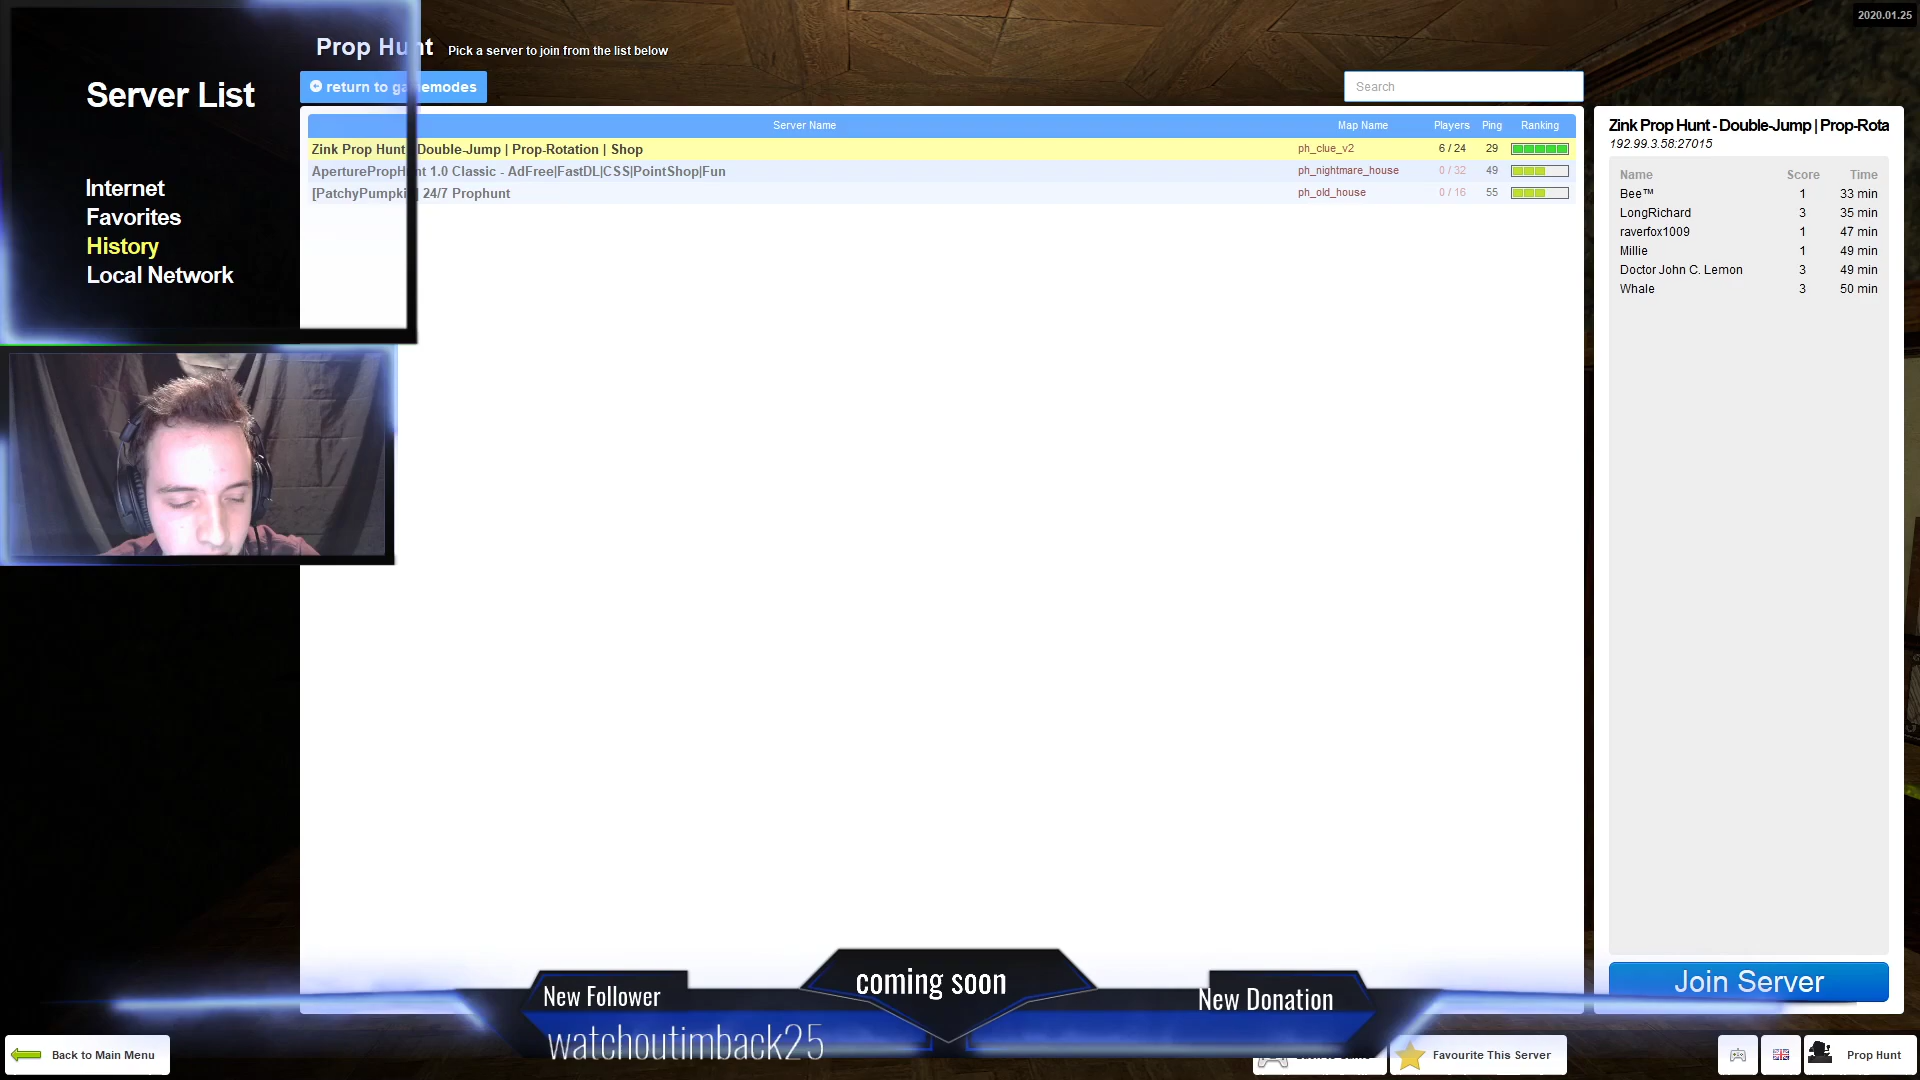 2020.01.25
Prop Hunt Pick a server to join from the list below
Server List
return to gamemodes
Search
Internet
Favorites
History
Local Network
Server Name Map Name Players Ping Ranking
Zink Prop Hunt - Double-Jump | Prop-Rotation | Shop ph_clue_v2 6 / 24 29
AperturePropHunt 1.0 Classic - AdFree|FastDL|CSS|PointShop|Fun ph_nightmare_house 0 / 32 49
[PatchyPumpkin] 24/7 Prophunt ph_old_house 0 / 16 55
Zink Prop Hunt - Double-Jump | Prop-Rota
192.99.3.58:27015
Name Score Time
Bee™ 1 33 min
LongRichard 3 35 min
raverfox1009 1 47 min
Millie 1 49 min
Doctor John C. Lemon 3 49 min
Whale 3 50 min
Join Server
New Follower
watchoutimback25
coming soon
New Donation
Back to Main Menu
Favourite This Server
Prop Hunt